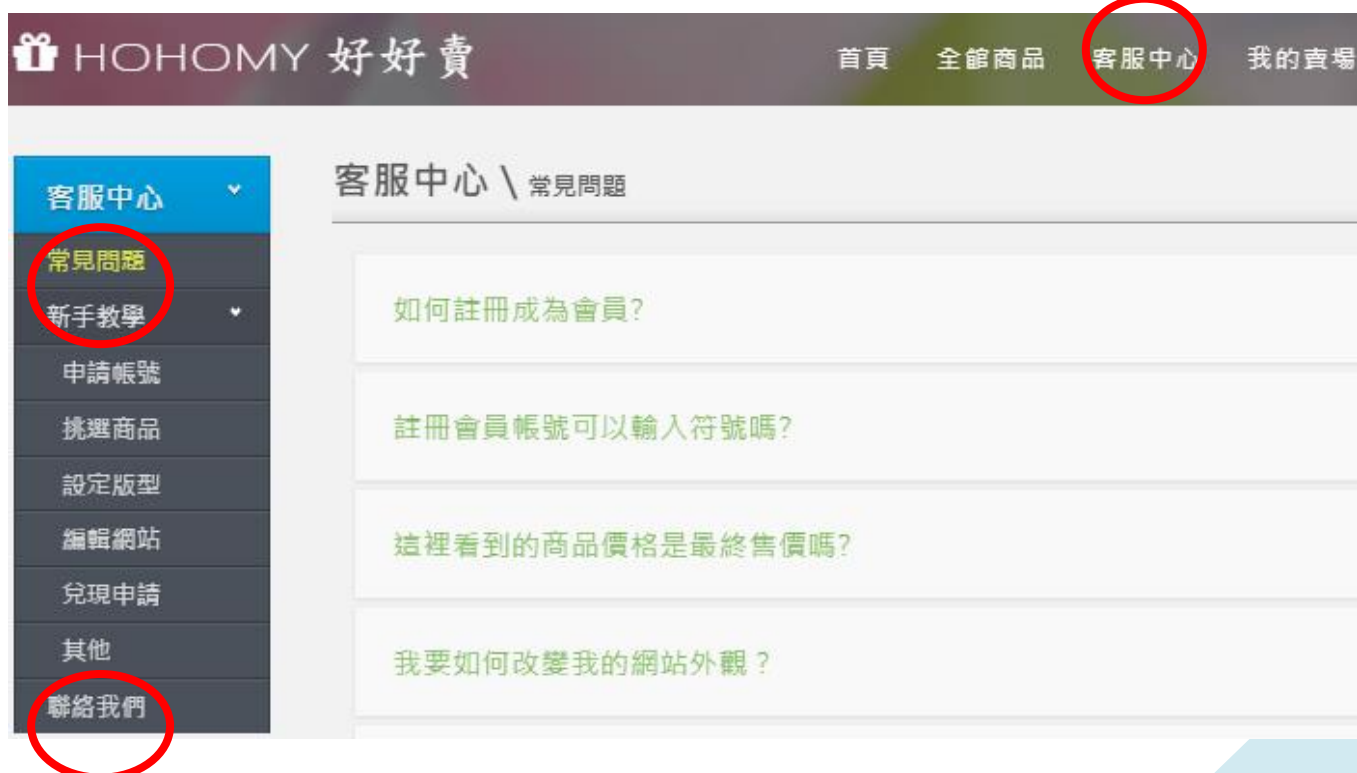 HOHOMY 好好賣
首頁 全館商品 客服中心 我的賣場
客服中心
常見問題
新手教學
申請帳號
挑選商品
設定版型
編輯網站
兌現申請
其他
聯絡我們
客服中心 \ 常見問題
如何註冊成為會員?
註冊會員帳號可以輸入符號嗎?
這裡看到的商品價格是最終售價嗎?
我要如何改變我的網站外觀？